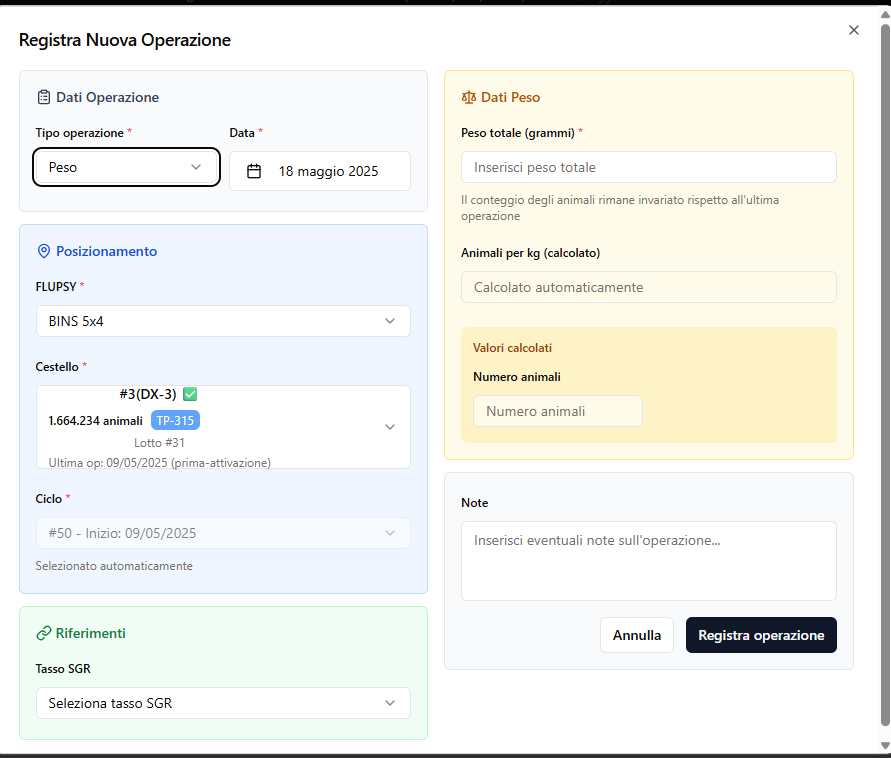 Registra Nuova Operazione
Dati Operazione
Tipo operazione *
Data *
Peso
18 maggio 2025
Posizionamento
FLUPSY *
BINS 5x4
Cestello *
#3(DX-3) ✅
1.664.234 animali TP-315
Lotto #31
Ultima op: 09/05/2025 (prima-attivazione)
Ciclo *
#50 - Inizio: 09/05/2025
Selezionato automaticamente
Riferimenti
Tasso SGR
Seleziona tasso SGR
Dati Peso
Peso totale (grammi) *
Inserisci peso totale
Il conteggio degli animali rimane invariato rispetto all'ultima
operazione
Animali per kg (calcolato)
Calcolato automaticamente
Valori calcolati
Numero animali
Numero animali
Note
Inserisci eventuali note sull'operazione...
Annulla
Registra operazione